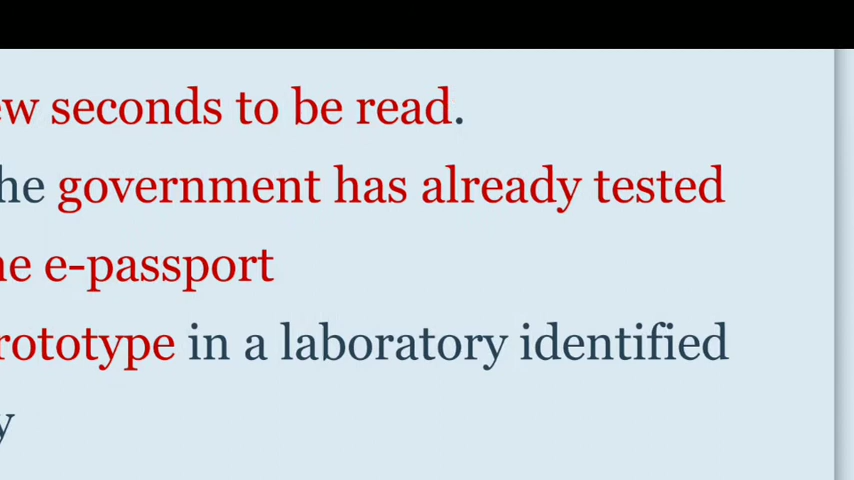 ew seconds to be read.
he government has already tested
he e-passport
rototype in a laboratory identified
y